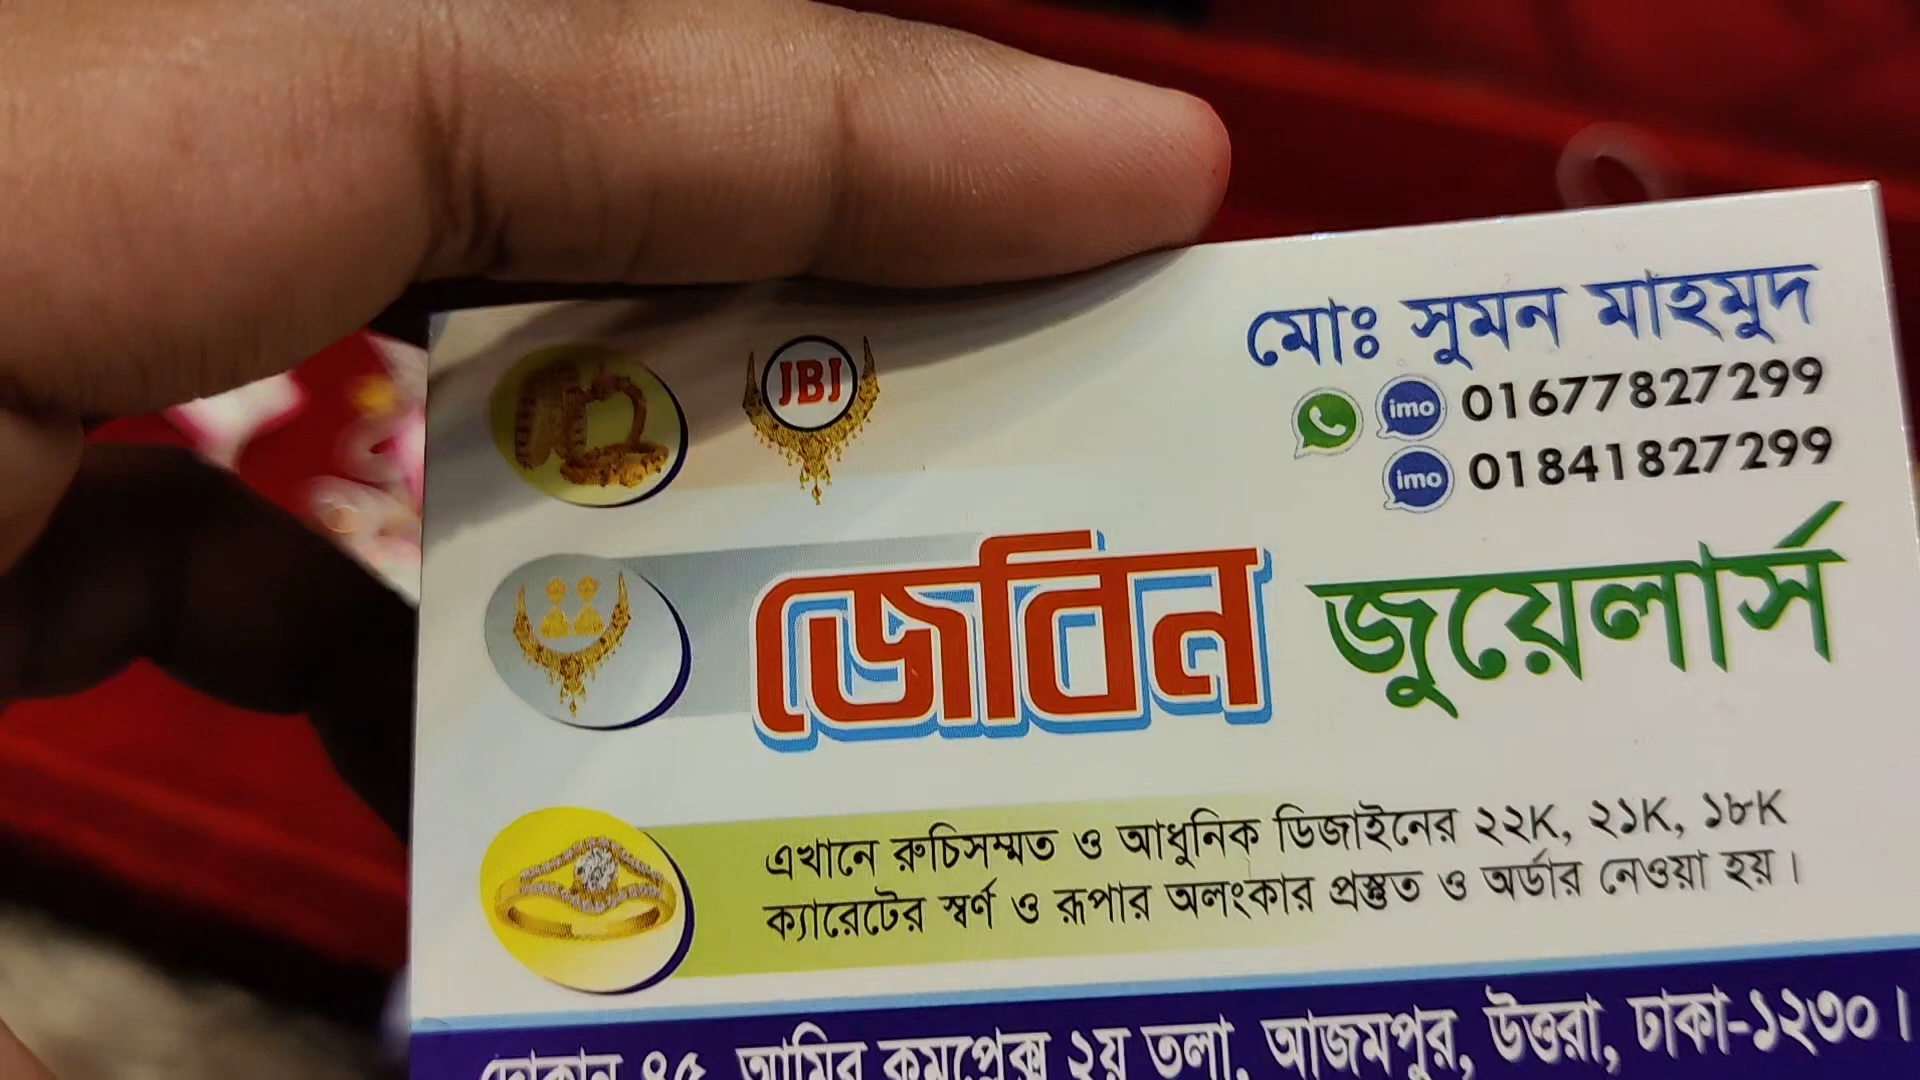 JBJ
মোঃ সুমন মাহমুদ
imo 01677827299
imo 01841827299
জেবিন জুয়েলার্স
এখানে রুচিসম্মত ও আধুনিক ডিজাইনের ২২K, ২১K, ১৮K
ক্যারেটের স্বর্ণ ও রূপার অলংকার প্রস্তুত ও অর্ডার নেওয়া হয়।
দোকান ৪৫, আমির কমপ্লেক্স ২য় তলা, আজমপুর, উত্তরা, ঢাকা-১২৩০।